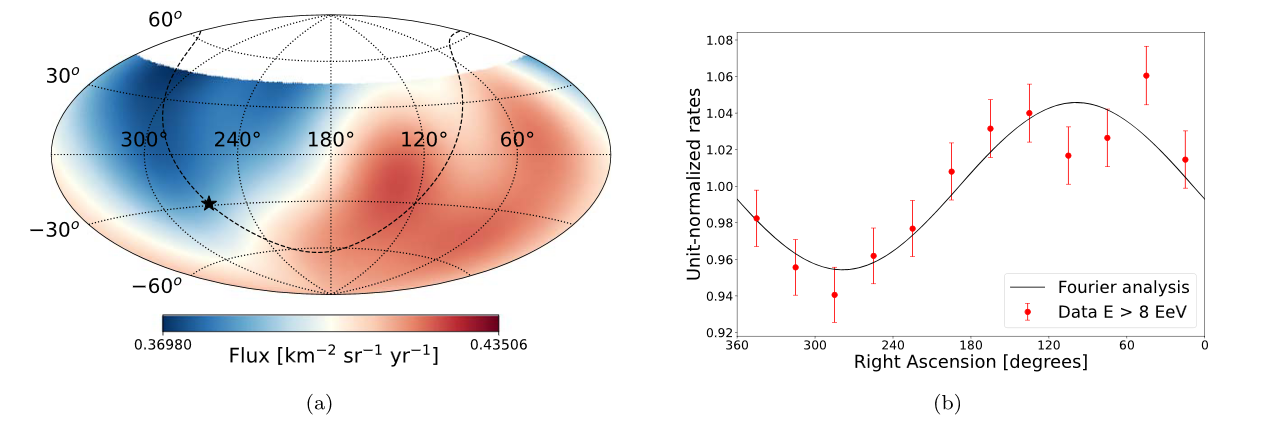 60°
30°
300° 240° 180° 120° 60°
−30°
−60°
0.36980 0.43506
Flux [km⁻² sr⁻¹ yr⁻¹]
(a)
1.08
1.06
1.04
1.02
1.00
0.98
0.96
0.94
0.92
Unit-normalized rates
Fourier analysis
Data E > 8 EeV
360 300 240 180 120 60 0
Right Ascension [degrees]
(b)